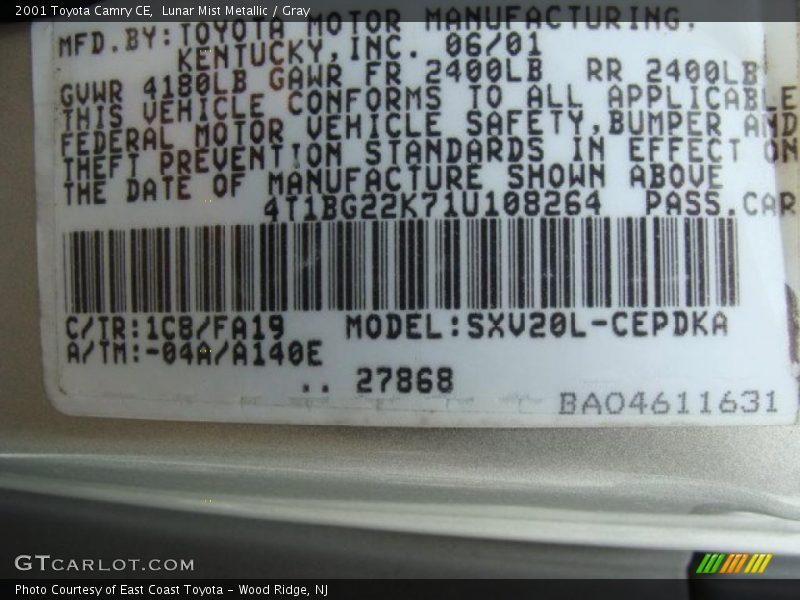 2001 Toyota Camry CE,  Lunar Mist Metallic / Gray
MFD.BY:TOYOTA MOTOR MANUFACTURING.
KENTUCKY,INC. 06/01
GVWR 4180LB GAWR FR 2400LB  RR 2400LB
THIS VEHICLE CONFORMS TO ALL APPLICABLE
FEDERAL MOTOR VEHICLE SAFETY,BUMPER AND
THEFT PREVENTION STANDARDS IN EFFECT ON
THE DATE OF MANUFACTURE SHOWN ABOVE
4T1BG22K71U108264  PASS.CAR
C/TR:1C8/FA19  MODEL:SXV20L-CEPDKA
A/TM:-04A/A140E
.. 27868
BA04611631
GTCARLOT.COM
Photo Courtesy of East Coast Toyota – Wood Ridge, NJ